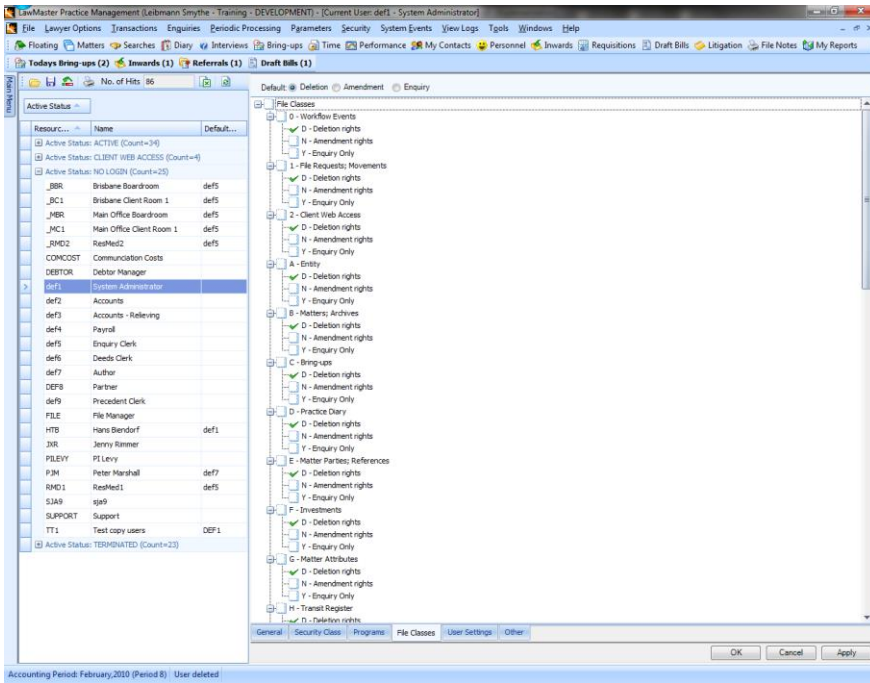 LawMaster Practice Management (Leibmann Smythe - Training - DEVELOPMENT) - [Current User: def1 - System Administrator]
File Lawyer Options Transactions Enquiries Periodic Processing Parameters Security System Events View Logs Tools Windows Help
Floating Matters Searches Diary Interviews Bring-ups Time Performance My Contacts Personnel Inwards Requisitions Draft Bills Litigation File Notes My Reports
Todays Bring-ups (2) Inwards (1) Referrals (1) Draft Bills (1)
Main Menu
No. of Hits 86
Active Status
Resourc... Name Default...
Active Status: ACTIVE (Count=34)
Active Status: CLIENT WEB ACCESS (Count=4)
Active Status: NO LOGIN (Count=25)
_BBR Brisbane Boardroom def5
_BC1 Brisbane Client Room 1 def5
_MBR Main Office Boardroom def5
_MC1 Main Office Client Room 1 def5
_RMD2 ResMed2 def5
COMCOST Communciation Costs
DEBTOR Debtor Manager
def1 System Administrator
def2 Accounts
def3 Accounts - Relieving
def4 Payroll
def5 Enquiry Clerk
def6 Deeds Clerk
def7 Author
DEF8 Partner
def9 Precedent Clerk
FILE File Manager
HTB Hans Biendorf def1
JXR Jenny Rimmer
PILEVY PI Levy
PJM Peter Marshall def7
RMD1 ResMed1 def5
SJA9 sja9
SUPPORT Support
TT1 Test copy users DEF1
Active Status: TERMINATED (Count=23)
Default Deletion Amendment Enquiry
File Classes
0 - Workflow Events
D - Deletion rights
N - Amendment rights
Y - Enquiry Only
1 - File Requests; Movements
D - Deletion rights
N - Amendment rights
Y - Enquiry Only
2 - Client Web Access
D - Deletion rights
N - Amendment rights
Y - Enquiry Only
A - Entity
D - Deletion rights
N - Amendment rights
Y - Enquiry Only
B - Matters; Archives
D - Deletion rights
N - Amendment rights
Y - Enquiry Only
C - Bring-ups
D - Deletion rights
N - Amendment rights
Y - Enquiry Only
D - Practice Diary
D - Deletion rights
N - Amendment rights
Y - Enquiry Only
E - Matter Parties; References
D - Deletion rights
N - Amendment rights
Y - Enquiry Only
F - Investments
D - Deletion rights
N - Amendment rights
Y - Enquiry Only
G - Matter Attributes
D - Deletion rights
N - Amendment rights
Y - Enquiry Only
H - Transit Register
D - Deletion rights
General Security Class Programs File Classes User Settings Other
OK Cancel Apply
Accounting Period: February,2010 (Period 8) User deleted